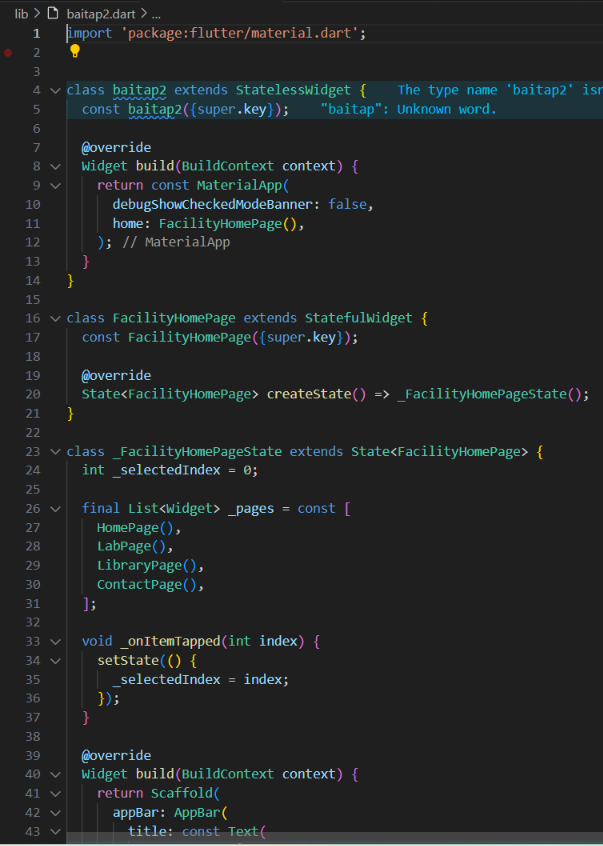 lib > baitap2.dart > ...
1 import 'package:flutter/material.dart';
2
3
4 class baitap2 extends StatelessWidget { The type name 'baitap2' isn
5 const baitap2({super.key}); "baitap": Unknown word.
6
7 @override
8 Widget build(BuildContext context) {
9 return const MaterialApp(
10 debugShowCheckedModeBanner: false,
11 home: FacilityHomePage(),
12 ); // MaterialApp
13 }
14 }
15
16 class FacilityHomePage extends StatefulWidget {
17 const FacilityHomePage({super.key});
18
19 @override
20 State<FacilityHomePage> createState() => _FacilityHomePageState();
21 }
22
23 class _FacilityHomePageState extends State<FacilityHomePage> {
24 int _selectedIndex = 0;
25
26 final List<Widget> _pages = const [
27 HomePage(),
28 LabPage(),
29 LibraryPage(),
30 ContactPage(),
31 ];
32
33 void _onItemTapped(int index) {
34 setState(() {
35 _selectedIndex = index;
36 });
37 }
38
39 @override
40 Widget build(BuildContext context) {
41 return Scaffold(
42 appBar: AppBar(
43 title: const Text(